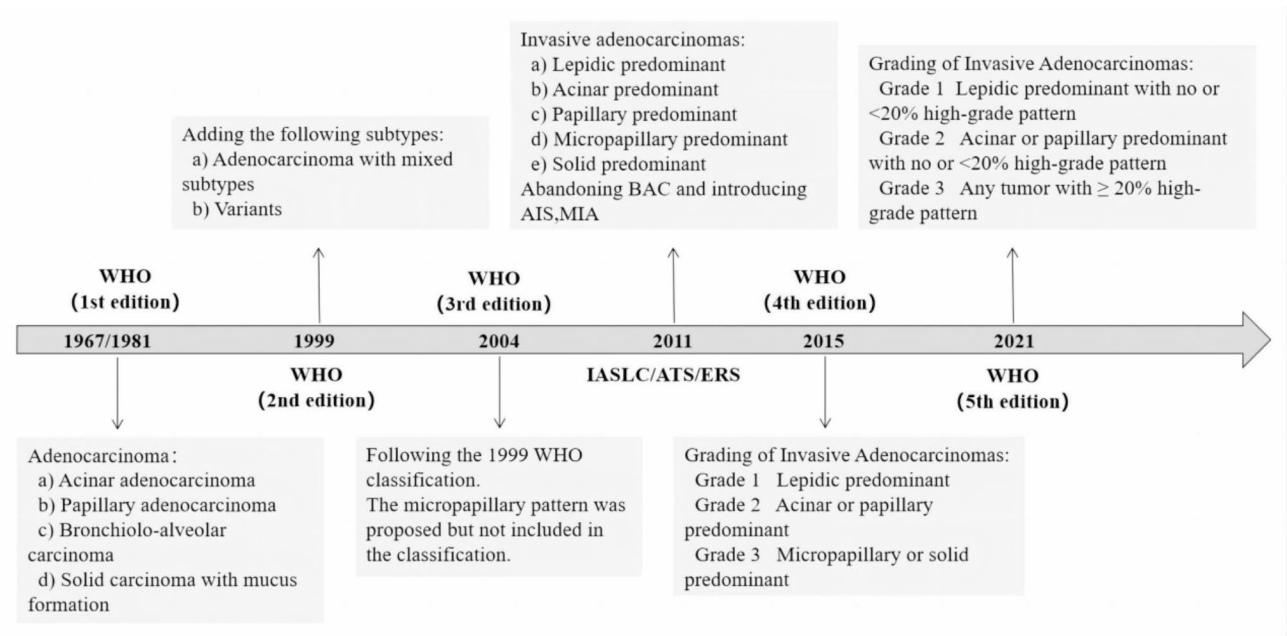 Adding the following subtypes:
a) Adenocarcinoma with mixed
subtypes
b) Variants
Invasive adenocarcinomas:
a) Lepidic predominant
b) Acinar predominant
c) Papillary predominant
d) Micropapillary predominant
e) Solid predominant
Abandoning BAC and introducing
AIS,MIA
Grading of Invasive Adenocarcinomas:
Grade 1 Lepidic predominant with no or
<20% high-grade pattern
Grade 2 Acinar or papillary predominant
with no or <20% high-grade pattern
Grade 3 Any tumor with ≥ 20% high-
grade pattern
WHO
(1st edition)
WHO
(3rd edition)
WHO
(4th edition)
1967/1981
1999
2004
2011
2015
2021
WHO
(2nd edition)
IASLC/ATS/ERS
WHO
(5th edition)
Adenocarcinoma:
a) Acinar adenocarcinoma
b) Papillary adenocarcinoma
c) Bronchiolo-alveolar
carcinoma
d) Solid carcinoma with mucus
formation
Following the 1999 WHO
classification.
The micropapillary pattern was
proposed but not included in
the classification.
Grading of Invasive Adenocarcinomas:
Grade 1 Lepidic predominant
Grade 2 Acinar or papillary
predominant
Grade 3 Micropapillary or solid
predominant